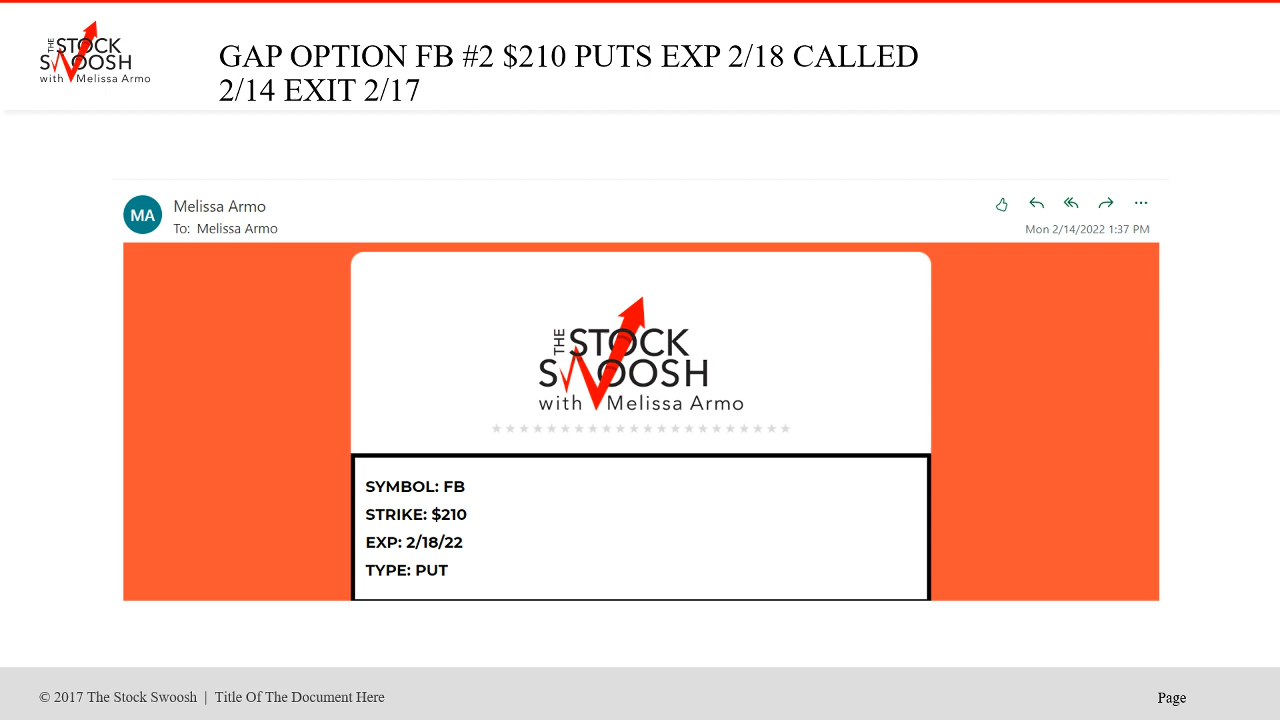 THE STOCK
SWOOSH
with Melissa Armo
GAP OPTION FB #2 $210 PUTS EXP 2/18 CALLED
2/14 EXIT 2/17
MA
Melissa Armo
To: Melissa Armo
Mon 2/14/2022 1:37 PM
THE STOCK
SWOOSH
with Melissa Armo
SYMBOL: FB
STRIKE: $210
EXP: 2/18/22
TYPE: PUT
© 2017 The Stock Swoosh | Title Of The Document Here
Page